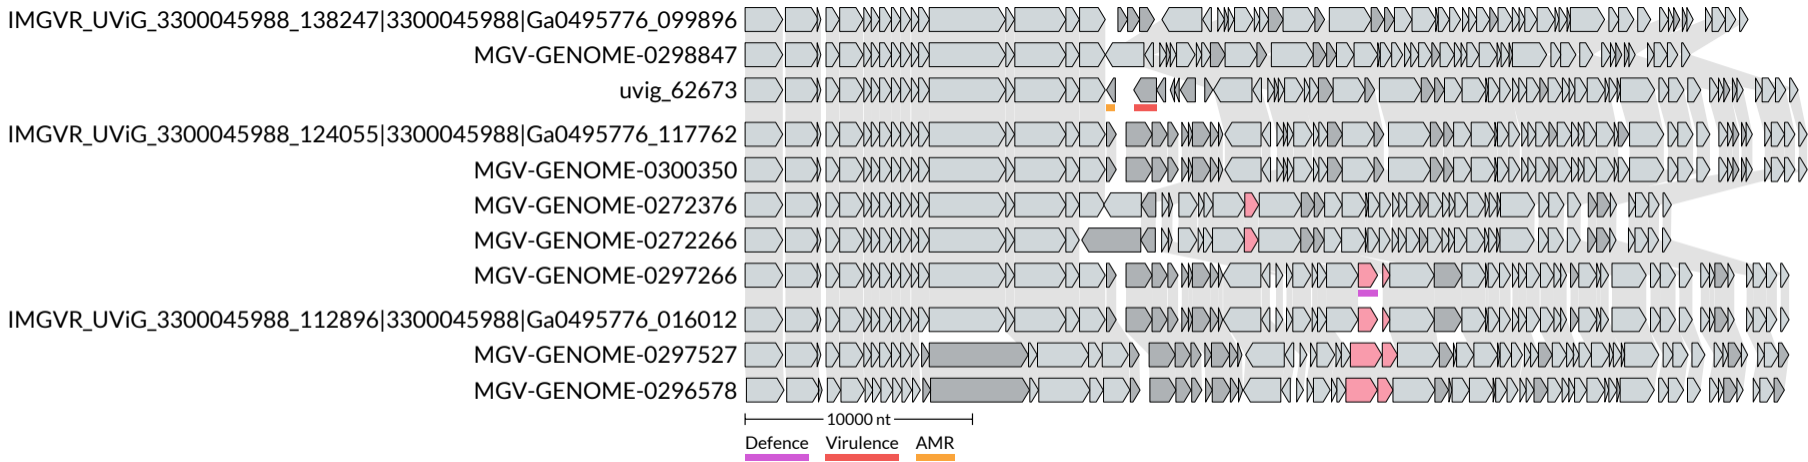 IMGVR_UViG_3300045988_138247|3300045988|Ga0495776_099896
MGV-GENOME-0298847
uvig_62673
IMGVR_UViG_3300045988_124055|3300045988|Ga0495776_117762
MGV-GENOME-0300350
MGV-GENOME-0272376
MGV-GENOME-0272266
MGV-GENOME-0297266
IMGVR_UViG_3300045988_112896|3300045988|Ga0495776_016012
MGV-GENOME-0297527
MGV-GENOME-0296578
10000 nt
Defence Virulence AMR